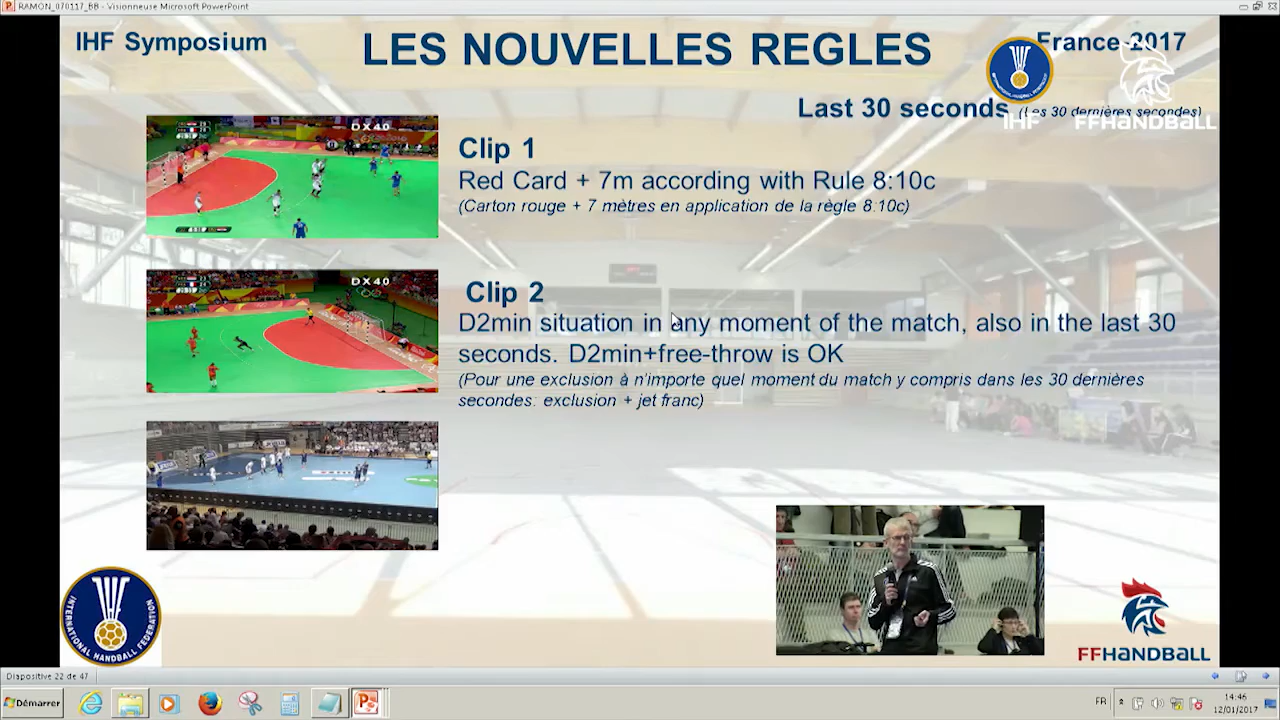 RAMON_070117_BB - Visionneuse Microsoft PowerPoint
IHF Symposium
LES NOUVELLES REGLES
France 2017
Last 30 seconds (Les 30 dernières secondes)
IHF
FFHANDBALL
DX40
Clip 1
Red Card + 7m according with Rule 8:10c
(Carton rouge + 7 mètres en application de la règle 8.10c)
DX40
Clip 2
D2min situation in any moment of the match, also in the last 30
seconds. D2min+free-throw is OK
(Pour une exclusion à n'importe quel moment du match y compris dans les 30 dernières
secondes: exclusion + jet franc)
INTERNATIONAL HANDBALL FEDERATION
FFHANDBALL
Diapositive 22 de 47
Démarrer
FR
14:46
12/01/2017